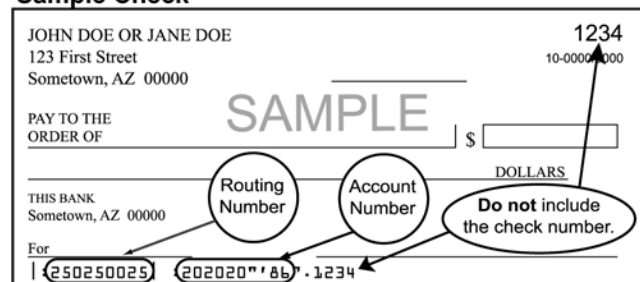 Sample Check
JOHN DOE OR JANE DOE
1234
123 First Street
Sometown, AZ 00000
SAMPLE
PAY TO THE
ORDER OF
$
DOLLARS
THIS BANK
Sometown, AZ 00000
Routing
Number
Account
Number
Do not include
the check number.
For
250250025 202020"'86".1234